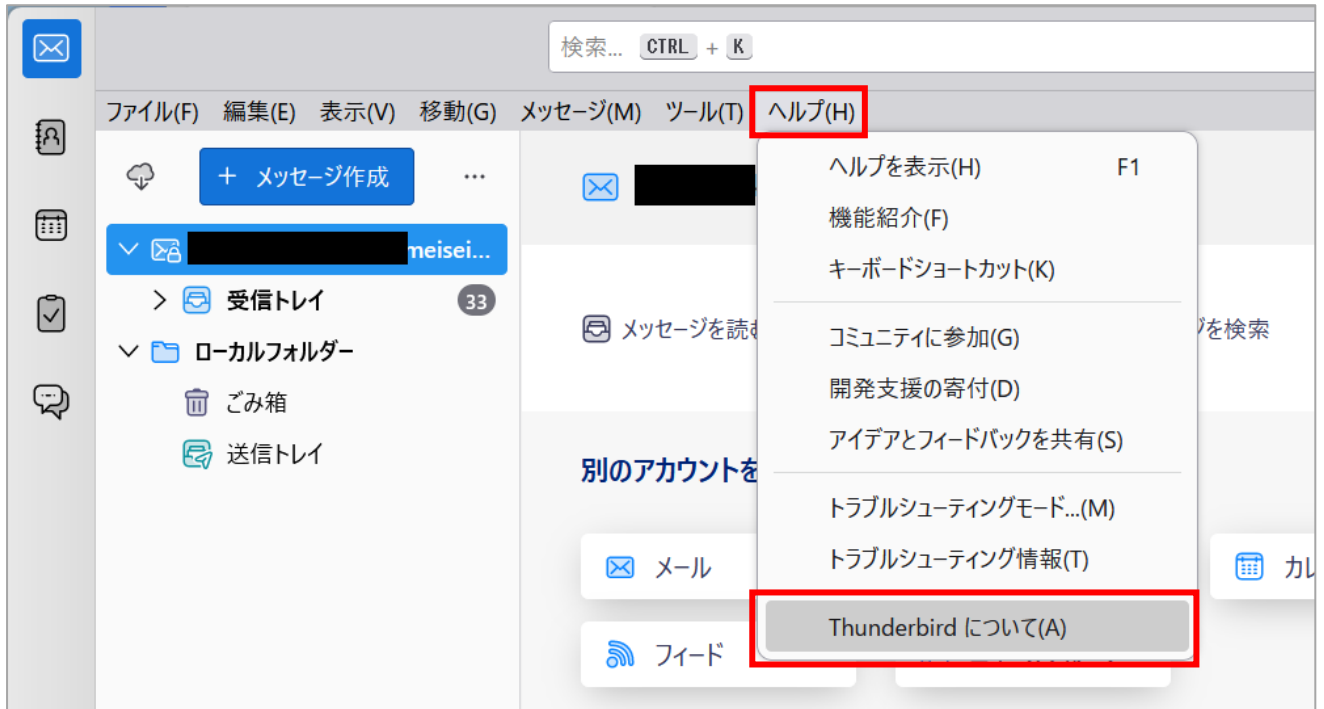 検索... CTRL + K
ファイル(F) 編集(E) 表示(V) 移動(G) メッセージ(M) ツール(T) ヘルプ(H)
+ メッセージ作成 ...
meisei...
受信トレイ 33
ローカルフォルダー
ごみ箱
送信トレイ
ヘルプを表示(H) F1
機能紹介(F)
キーボードショートカット(K)
コミュニティに参加(G)
開発支援の寄付(D)
アイデアとフィードバックを共有(S)
トラブルシューティングモード...(M)
トラブルシューティング情報(T)
Thunderbird について(A)
メッセージを読
を検索
別のアカウントを
メール
カレ
フィード